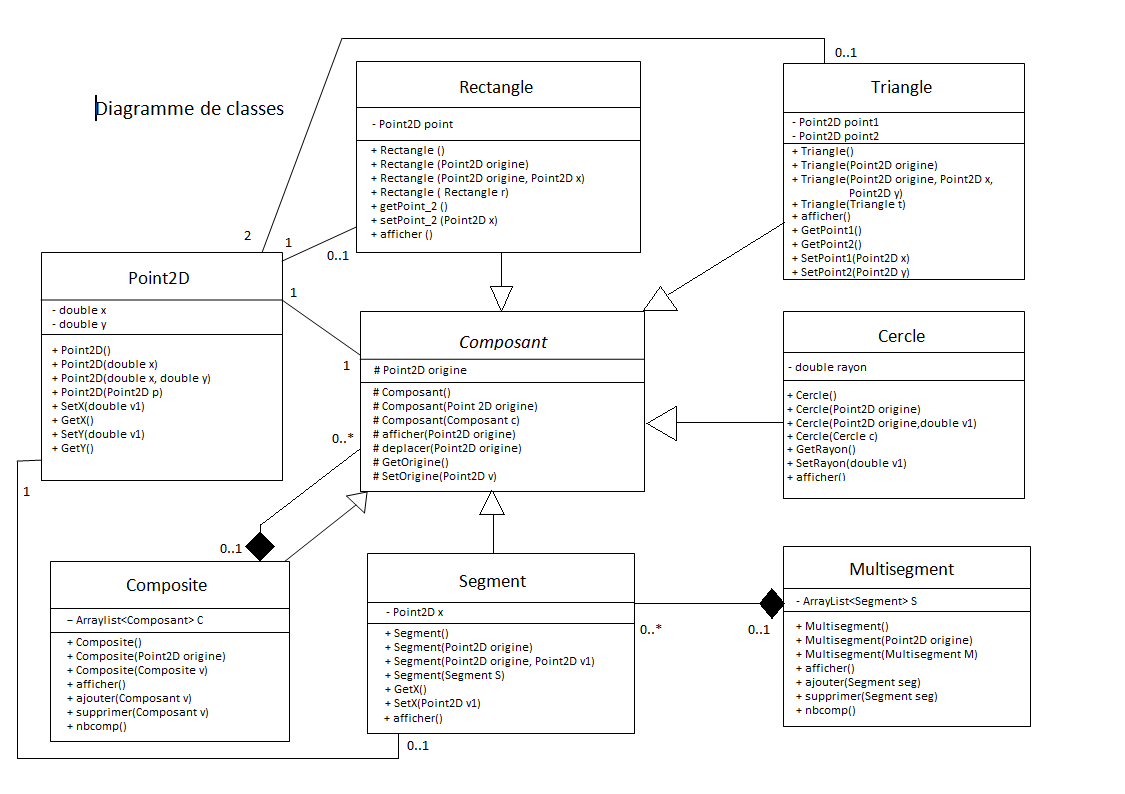 Diagramme de classes
0..1
Rectangle
- Point2D point
+ Rectangle ()
+ Rectangle (Point2D origine)
+ Rectangle (Point2D origine, Point2D x)
+ Rectangle ( Rectangle r)
+ getPoint_2 ()
+ setPoint_2 (Point2D x)
+ afficher ()
Triangle
- Point2D point1
- Point2D point2
+ Triangle()
+ Triangle(Point2D origine)
+ Triangle(Point2D origine, Point2D x,
Point2D y)
+ Triangle(Triangle t)
+ afficher()
+ GetPoint1()
+ GetPoint2()
+ SetPoint1(Point2D x)
+ SetPoint2(Point2D y)
2
1
0..1
Point2D
- double x
- double y
+ Point2D()
+ Point2D(double x)
+ Point2D(double x, double y)
+ Point2D(Point2D p)
+ SetX(double v1)
+ GetX()
+ SetY(double v1)
+ GetY()
1
1
Composant
# Point2D origine
# Composant()
# Composant(Point 2D origine)
# Composant(Composant c)
# afficher(Point2D origine)
# deplacer(Point2D origine)
# GetOrigine()
# SetOrigine(Point2D v)
Cercle
- double rayon
+ Cercle()
+ Cercle(Point2D origine)
+ Cercle(Point2D origine,double v1)
+ Cercle(Cercle c)
+ GetRayon()
+ SetRayon(double v1)
+ afficher()
0..*
1
0..1
Composite
– Arraylist<Composant> C
+ Composite()
+ Composite(Point2D origine)
+ Composite(Composite v)
+ afficher()
+ ajouter(Composant v)
+ supprimer(Composant v)
+ nbcomp()
Segment
- Point2D x
+ Segment()
+ Segment(Point2D origine)
+ Segment(Point2D origine, Point2D v1)
+ Segment(Segment S)
+ GetX()
+ SetX(Point2D v1)
+ afficher()
0..*
0..1
Multisegment
- ArrayList<Segment> S
+ Multisegment()
+ Multisegment(Point2D origine)
+ Multisegment(Multisegment M)
+ afficher()
+ ajouter(Segment seg)
+ supprimer(Segment seg)
+ nbcomp()
0..1